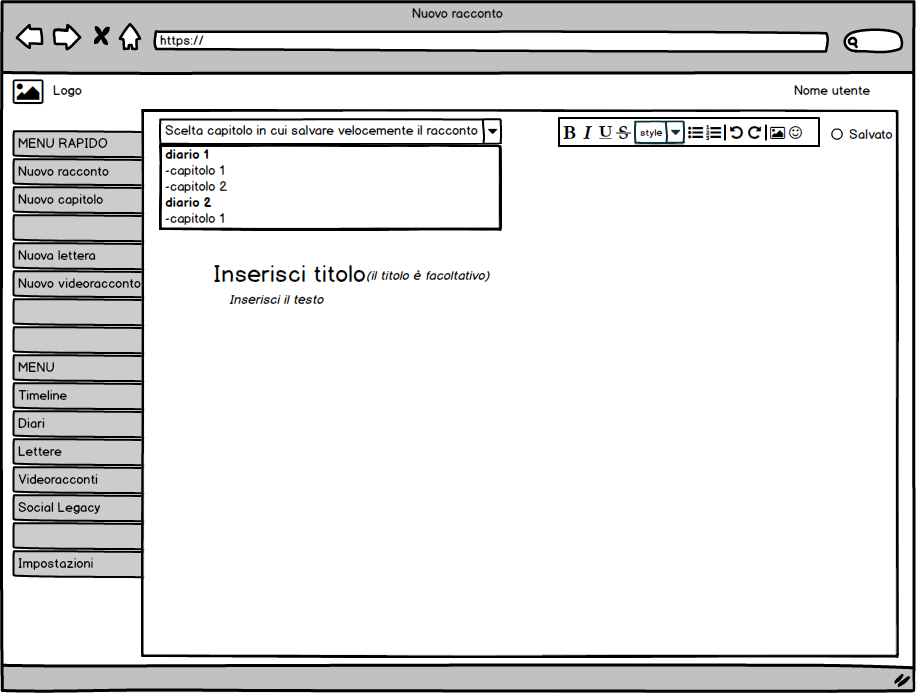 Nuovo racconto
https://
Logo
Nome utente
Scelta capitolo in cui salvare velocemente il racconto
B I U S style
Salvato
diario 1
-capitolo 1
-capitolo 2
diario 2
-capitolo 1
Inserisci titolo(il titolo è facoltativo)
Inserisci il testo
MENU RAPIDO
Nuovo racconto
Nuovo capitolo
Nuova lettera
Nuovo videoracconto
MENU
Timeline
Diari
Lettere
Videoracconti
Social Legacy
Impostazioni